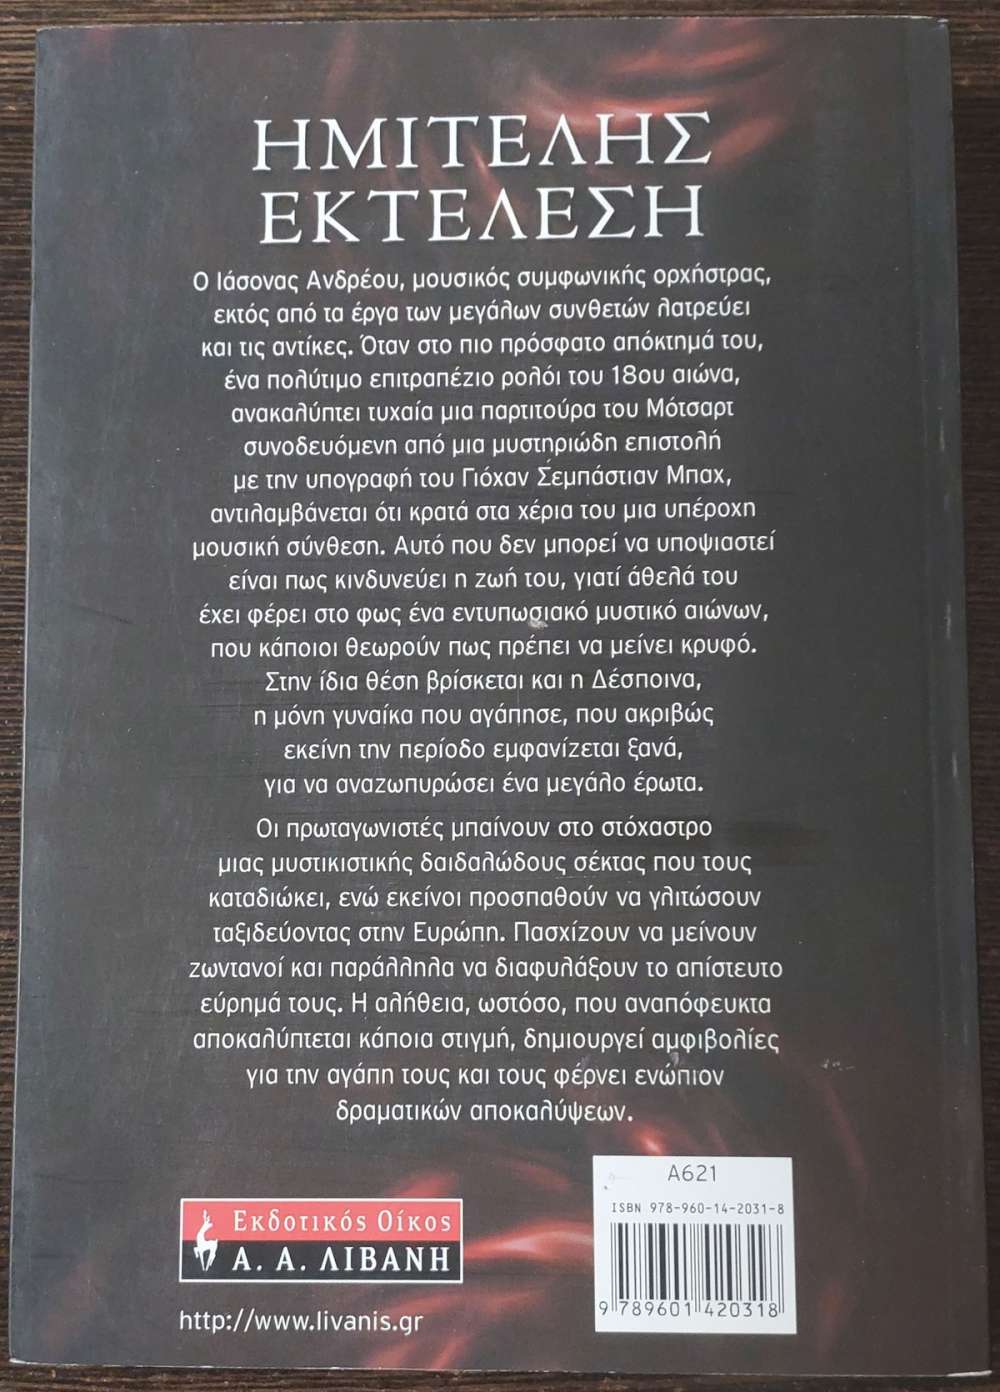 ΗΜΙΤΕΛΗΣ
ΕΚΤΕΛΕΣΗ
Ο Ιάσονας Ανδρέου, μουσικός συμφωνικής ορχήστρας,
εκτός από τα έργα των μεγάλων συνθετών λατρεύει
και τις αντίκες. Όταν στο πιο πρόσφατο απόκτημά του,
ένα πολύτιμο επιτραπέζιο ρολόι του 18ου αιώνα,
ανακαλύπτει τυχαία μια παρτιτούρα του Μότσαρτ
συνοδευόμενη από μια μυστηριώδη επιστολή
με την υπογραφή του Γιόχαν Σεμπάστιαν Μπαχ,
αντιλαμβάνεται ότι κρατά στα χέρια του μια υπέροχη
μουσική σύνθεση. Αυτό που δεν μπορεί να υποψιαστεί
είναι πως κινδυνεύει η ζωή του, γιατί άθελά του
έχει φέρει στο φως ένα εντυπωσιακό μυστικό αιώνων,
που κάποιοι θεωρούν πως πρέπει να μείνει κρυφό.
Στην ίδια θέση βρίσκεται και η Δέσποινα,
η μόνη γυναίκα που αγάπησε, που ακριβώς
εκείνη την περίοδο εμφανίζεται ξανά,
για να αναζωπυρώσει ένα μεγάλο έρωτα.
Οι πρωταγωνιστές μπαίνουν στο στόχαστρο
μιας μυστικιστικής δαιδαλώδους σέκτας που τους
καταδιώκει, ενώ εκείνοι προσπαθούν να γλιτώσουν
ταξιδεύοντας στην Ευρώπη. Πασχίζουν να μείνουν
ζωντανοί και παράλληλα να διαφυλάξουν το απίστευτο
εύρημά τους. Η αλήθεια, ωστόσο, που αναπόφευκτα
αποκαλύπτεται κάποια στιγμή, δημιουργεί αμφιβολίες
για την αγάπη τους και τους φέρνει ενώπιον
δραματικών αποκαλύψεων.
Α621
ISBN 978-960-14-2031-8
9 789601 420318
Εκδοτικός Οίκος
Α. Α. ΛΙΒΑΝΗ
http://www.livanis.gr